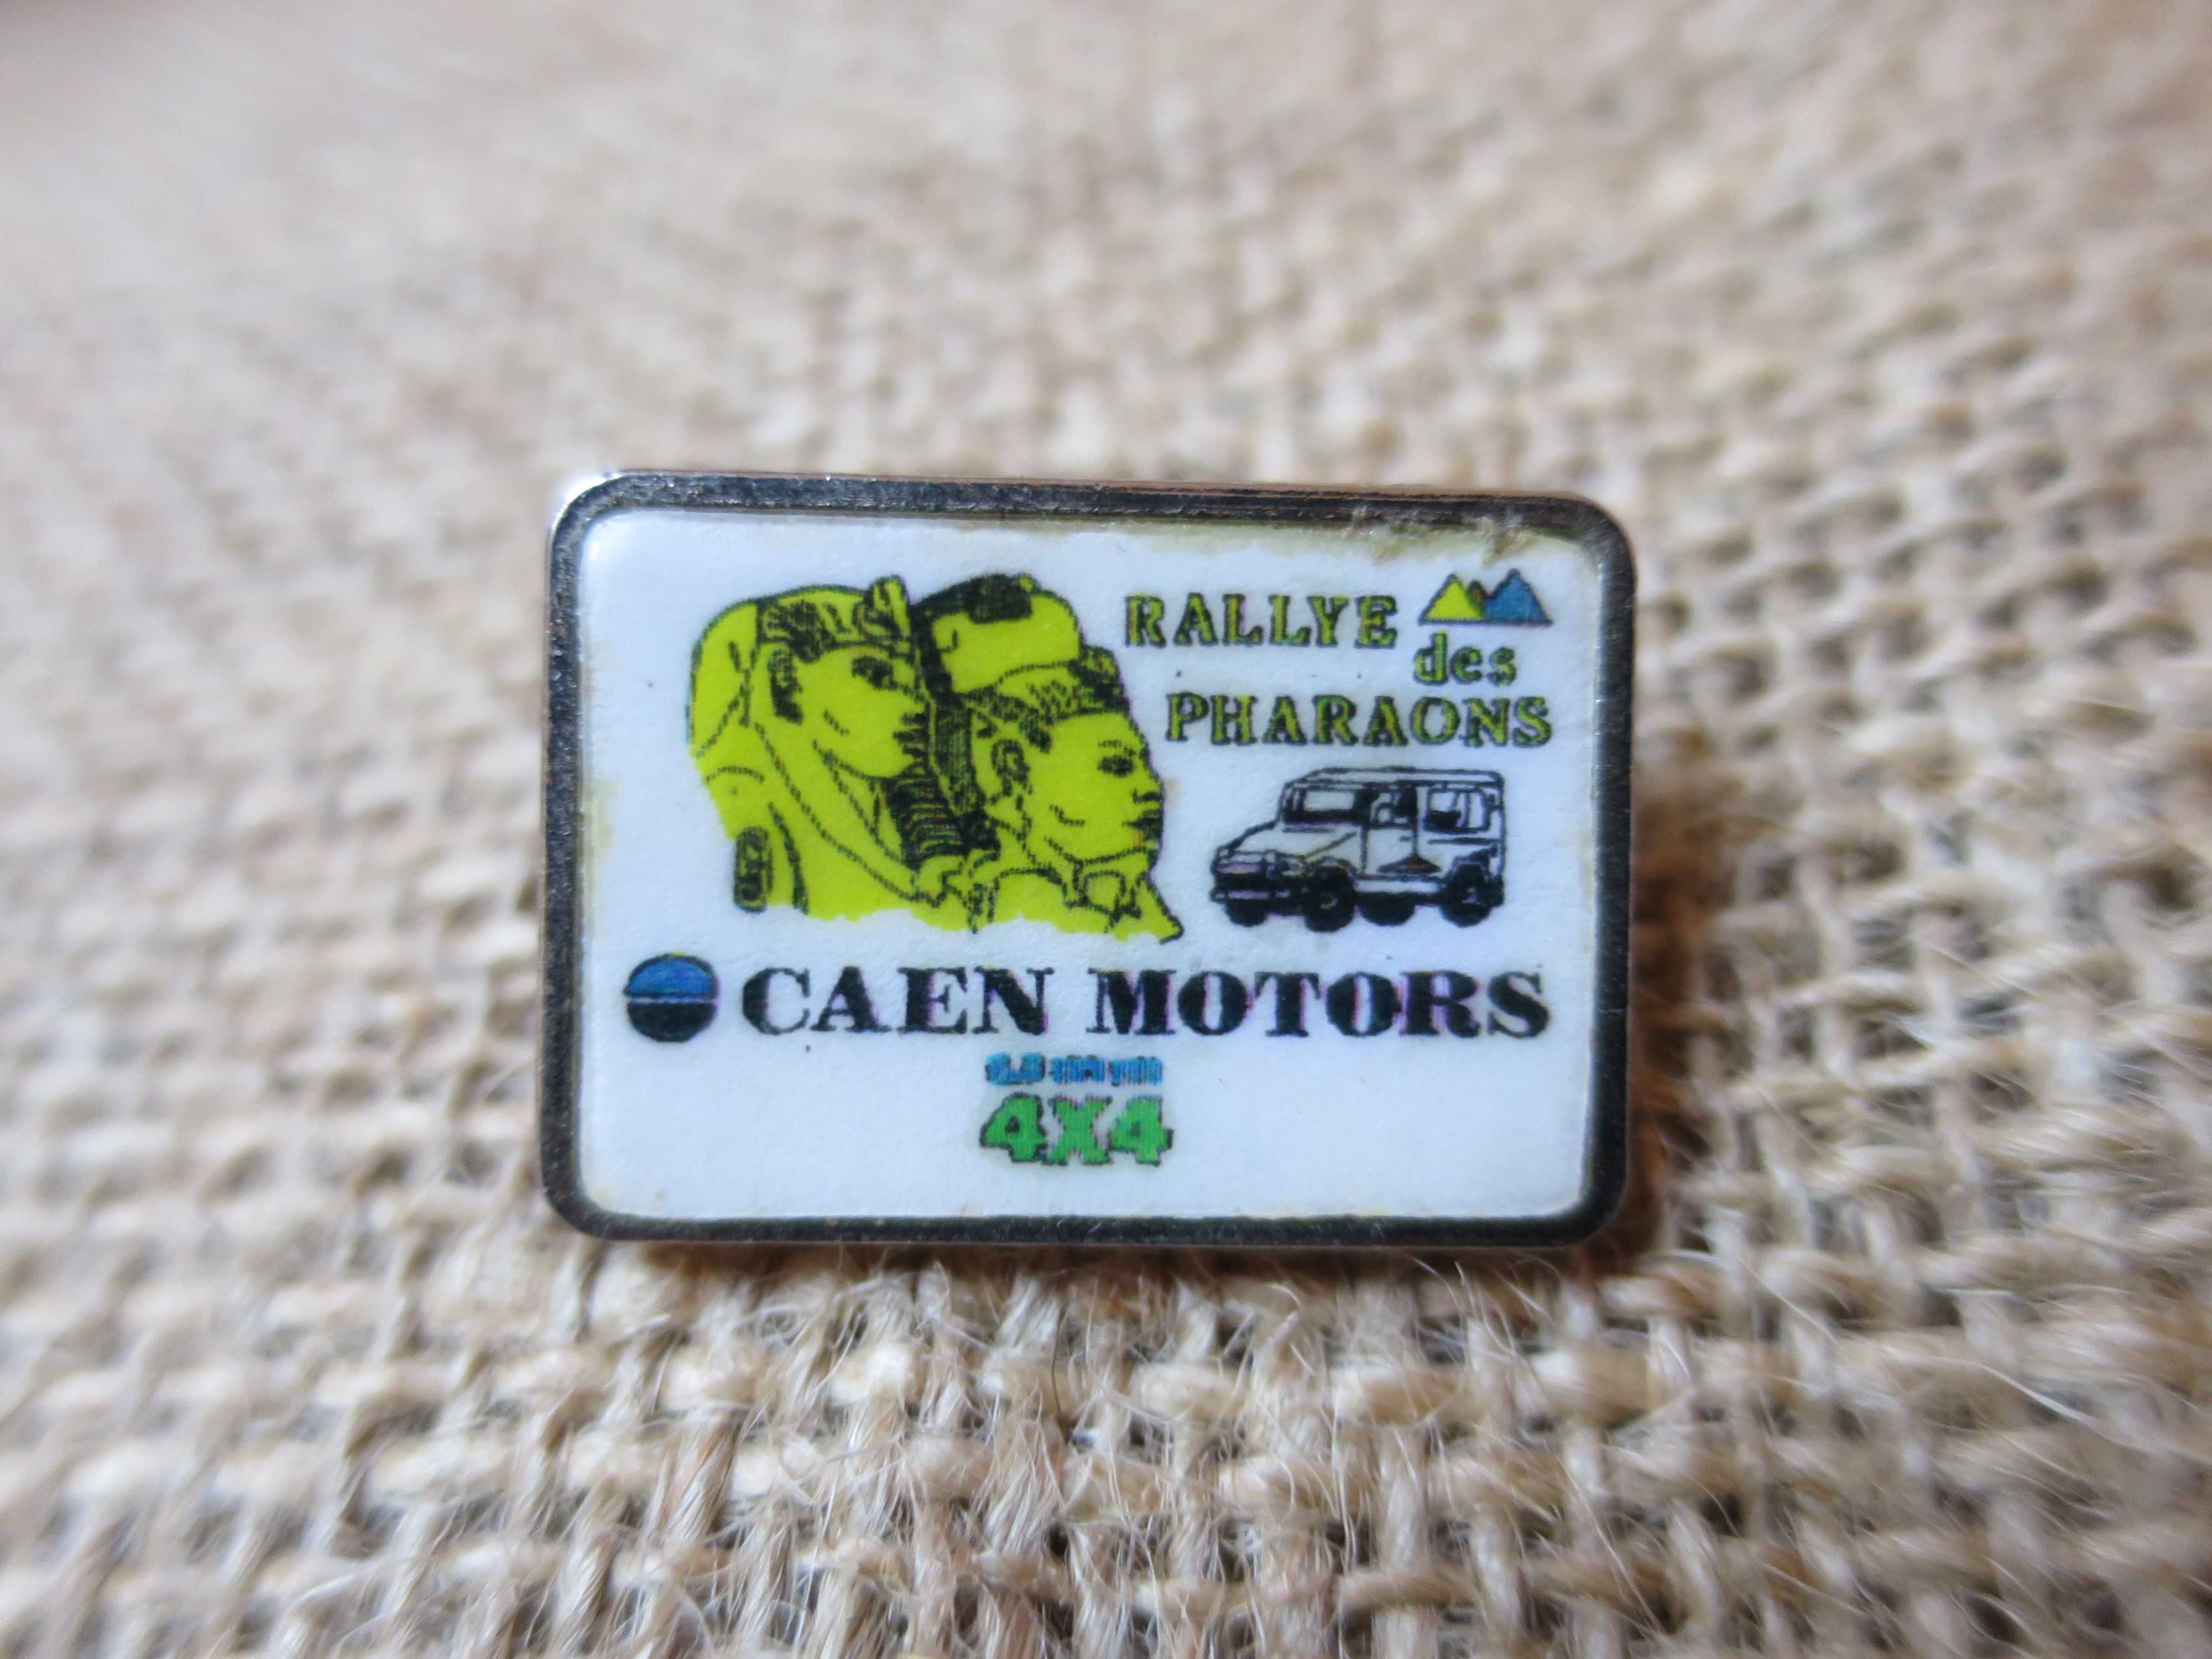 RALLYE
des
PHARAONS
CAEN MOTORS
4X4